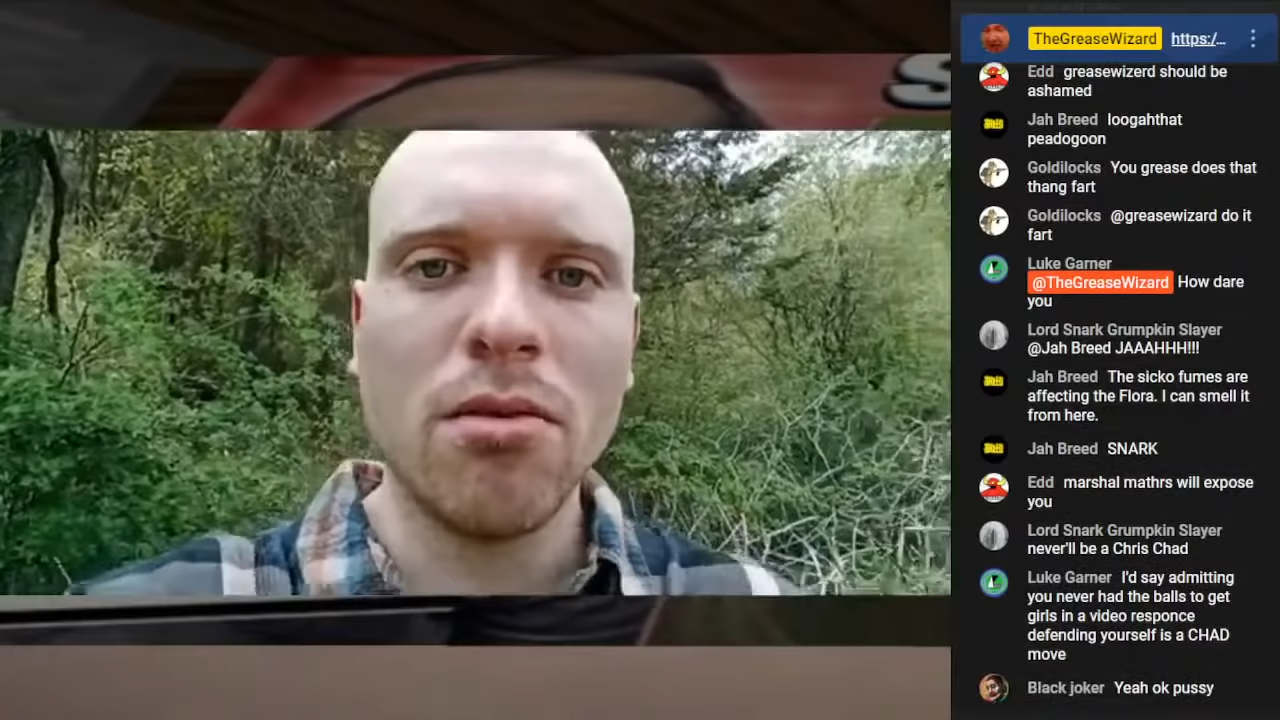 S
TheGreaseWizard https:/...
Edd greasewizerd should be
ashamed
Jah Breed loogahthat
peadogoon
Goldilocks You grease does that
thang fart
Goldilocks @greasewizard do it
fart
Luke Garner
@TheGreaseWizard How dare
you
Lord Snark Grumpkin Slayer
@Jah Breed JAAAHHH!!!
Jah Breed The sicko fumes are
affecting the Flora. I can smell it
from here.
Jah Breed SNARK
Edd marshal mathrs will expose
you
Lord Snark Grumpkin Slayer
never'll be a Chris Chad
Luke Garner I'd say admitting
you never had the balls to get
girls in a video responce
defending yourself is a CHAD
move
Black joker Yeah ok pussy